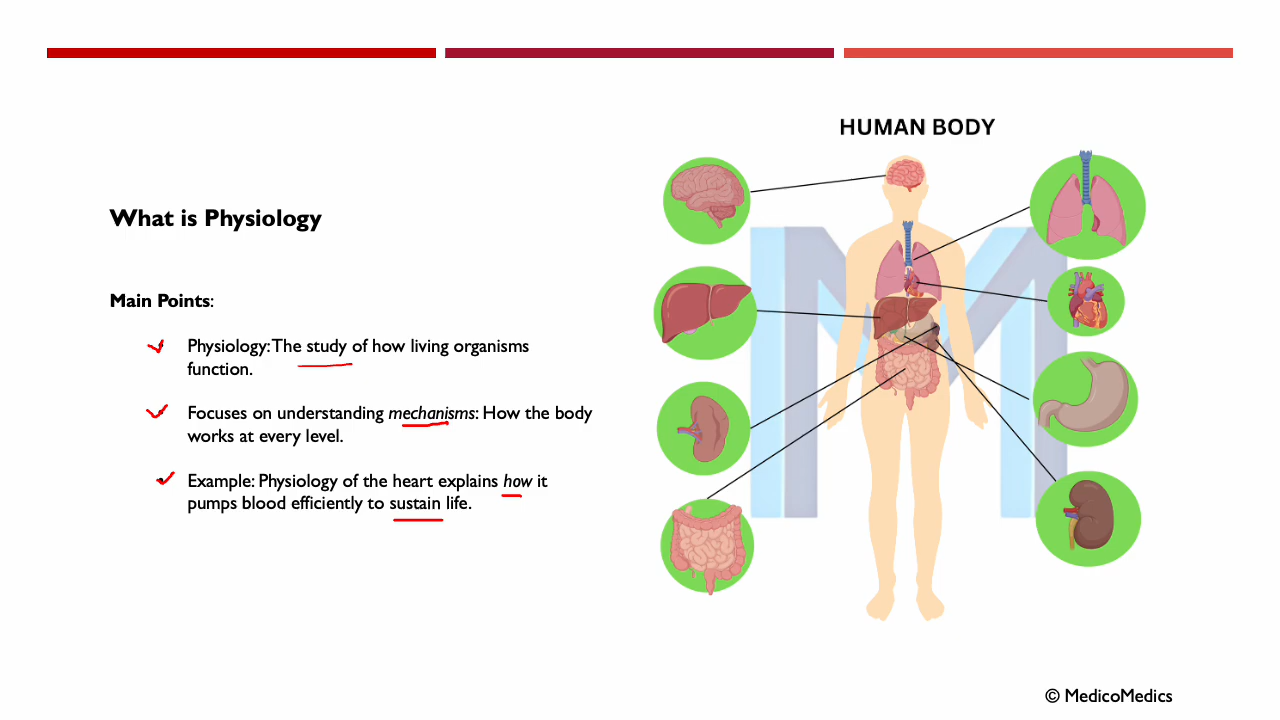 HUMAN BODY
What is Physiology
Main Points:
Physiology: The study of how living organisms
function.
Focuses on understanding mechanisms: How the body
works at every level.
Example: Physiology of the heart explains how it
pumps blood efficiently to sustain life.
© MedicoMedics